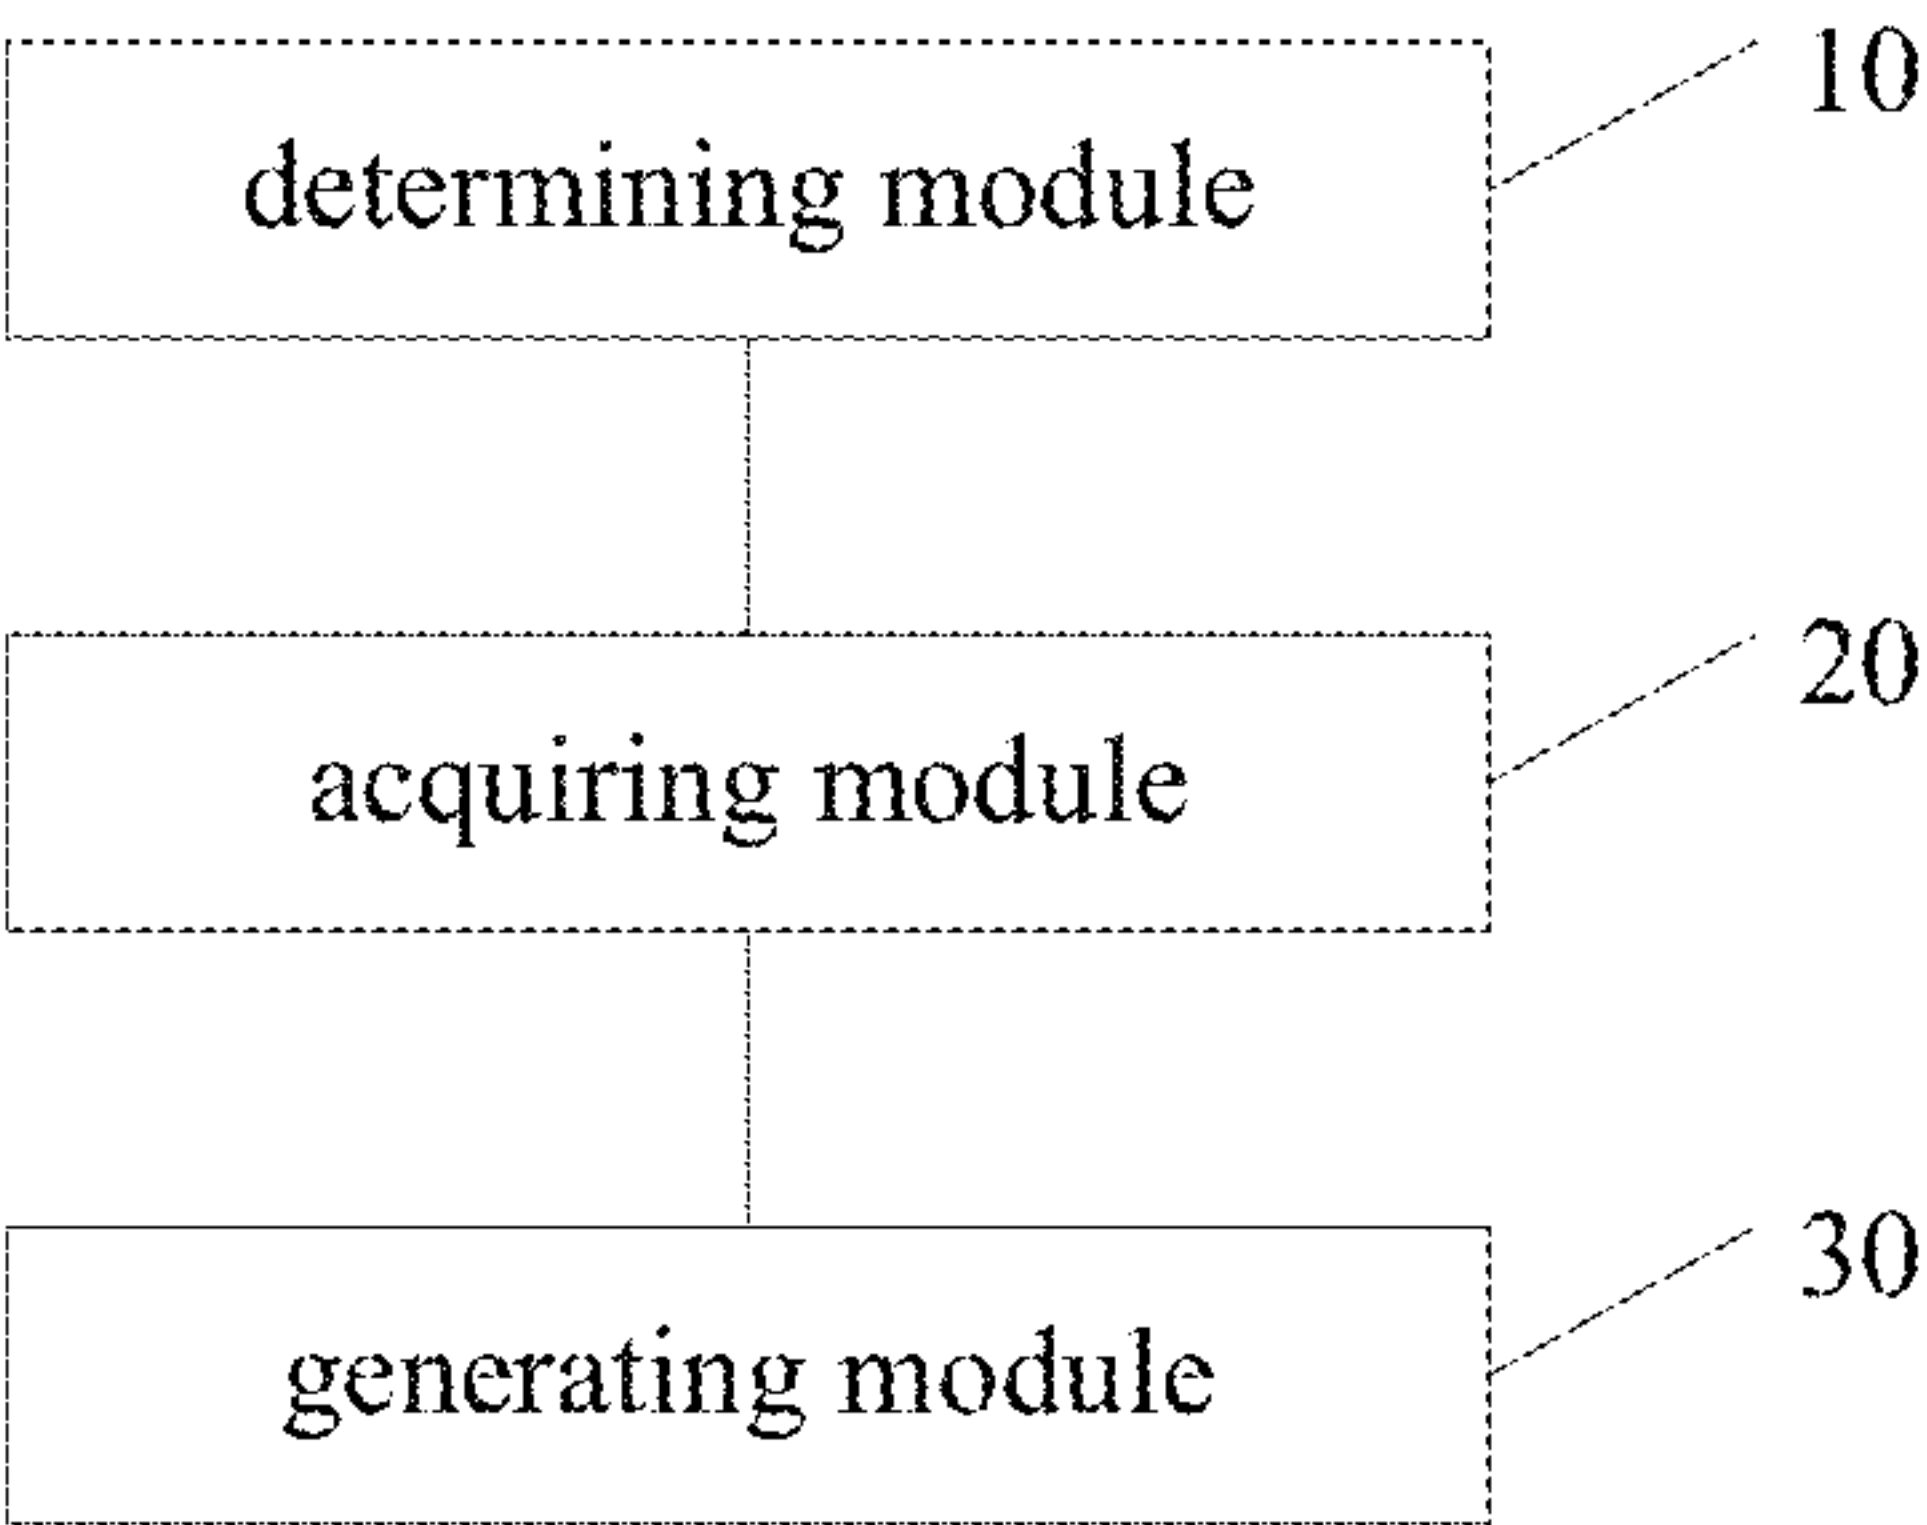 10
determining module
20
acquiring module
30
generating module